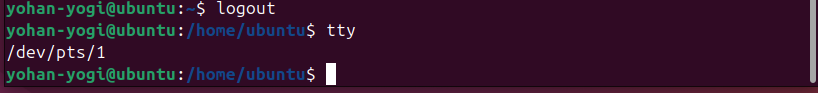 yohan-yogi@ubuntu:~$ logout
yohan-yogi@ubuntu:/home/ubuntu$ tty
/dev/pts/1
yohan-yogi@ubuntu:/home/ubuntu$